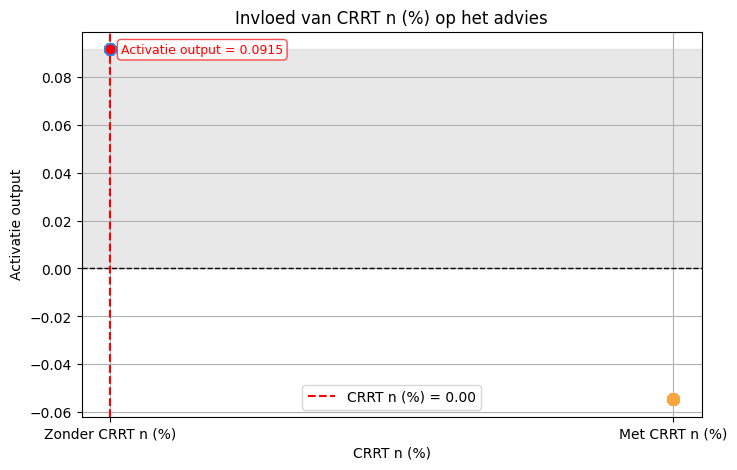 Invloed van CRRT n (%) op het advies
Activatie output = 0.0915
0.08
0.06
0.04
0.02
0.00
−0.02
−0.04
−0.06
Activatie output
CRRT n (%) = 0.00
Zonder CRRT n (%)
Met CRRT n (%)
CRRT n (%)